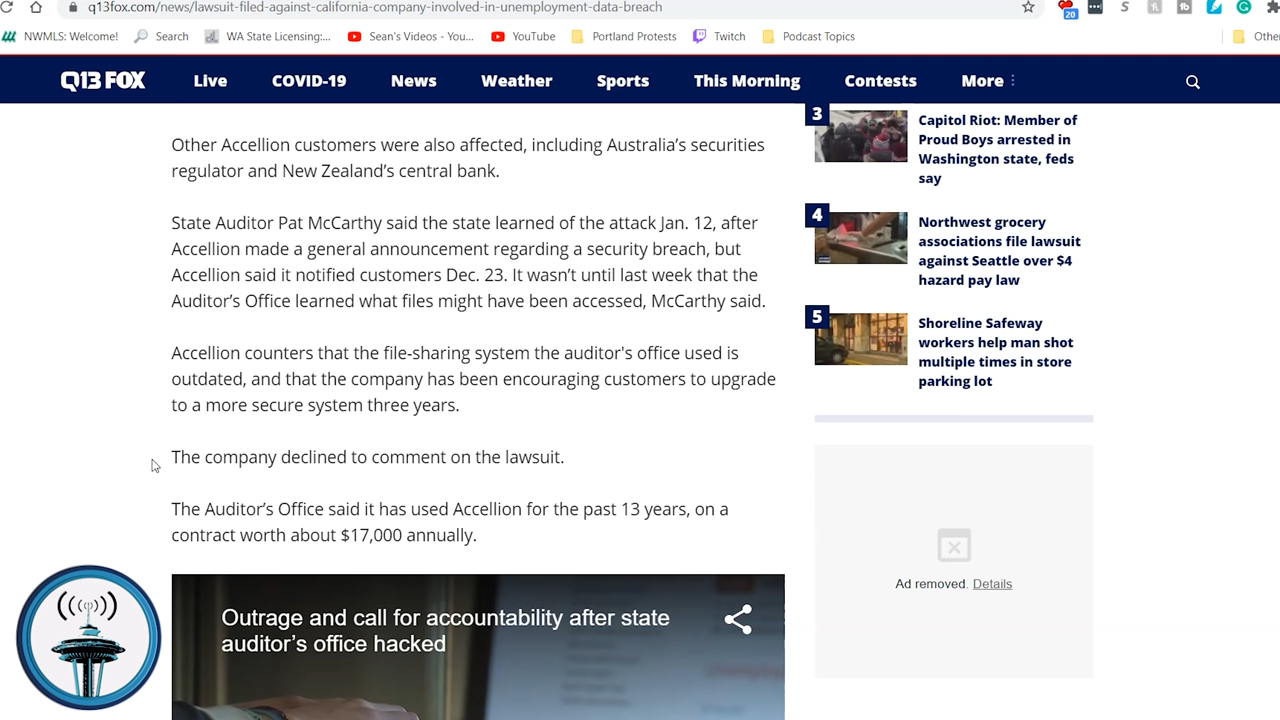 q13fox.com/news/lawsuit-filed-against-california-company-involved-in-unemployment-data-breach
20
NWMLS: Welcome!
Search
WA State Licensing:...
Sean's Videos - You...
YouTube
Portland Protests
Twitch
Podcast Topics
Othe
Q13 FOX
Live
COVID-19
News
Weather
Sports
This Morning
Contests
More
Other Accellion customers were also affected, including Australia's securities
regulator and New Zealand's central bank.
State Auditor Pat McCarthy said the state learned of the attack Jan. 12, after
Accellion made a general announcement regarding a security breach, but
Accellion said it notified customers Dec. 23. It wasn't until last week that the
Auditor's Office learned what files might have been accessed, McCarthy said.
Accellion counters that the file-sharing system the auditor's office used is
outdated, and that the company has been encouraging customers to upgrade
to a more secure system three years.
The company declined to comment on the lawsuit.
The Auditor's Office said it has used Accellion for the past 13 years, on a
contract worth about $17,000 annually.
Outrage and call for accountability after state
auditor's office hacked
3
Capitol Riot: Member of
Proud Boys arrested in
Washington state, feds
say
4
Northwest grocery
associations file lawsuit
against Seattle over $4
hazard pay law
5
Shoreline Safeway
workers help man shot
multiple times in store
parking lot
Ad removed. Details